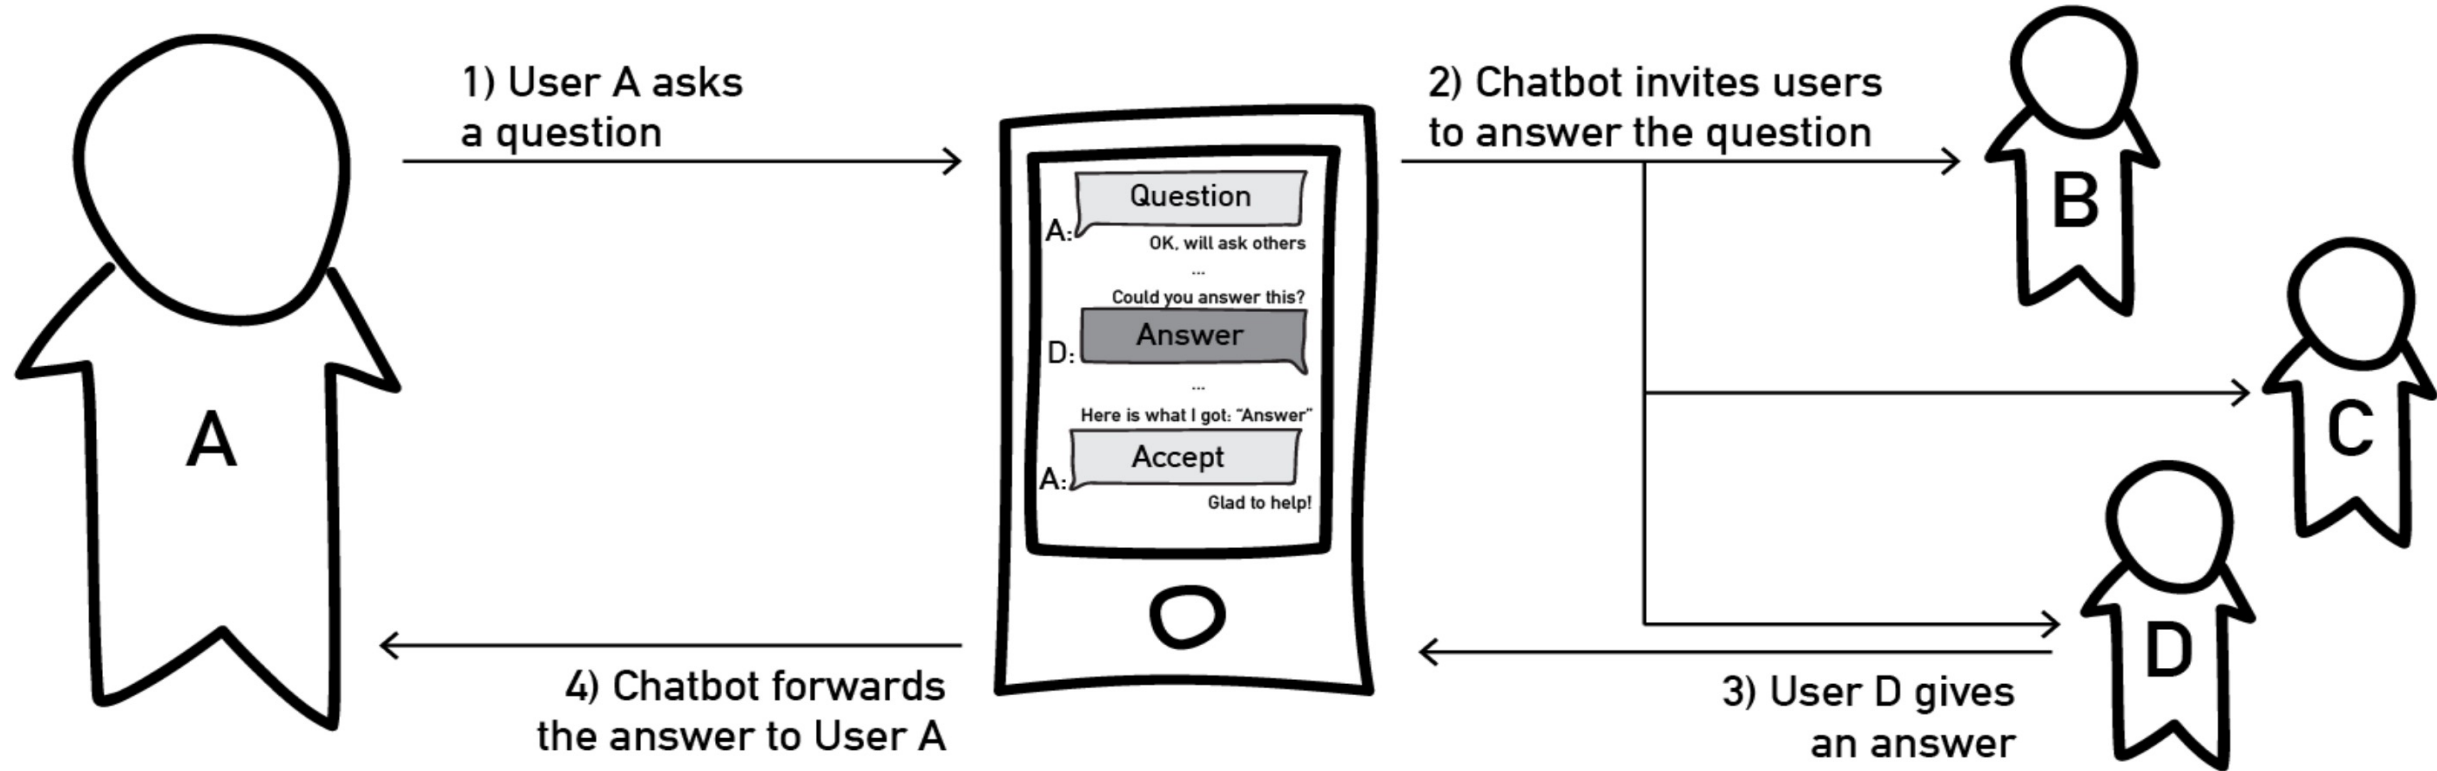 1) User A asks
a question
2) Chatbot invites users
to answer the question
A
Question
A:
OK, will ask others
...
Could you answer this?
Answer
D:
...
Here is what I got: “Answer”
Accept
A:
Glad to help!
B
C
D
4) Chatbot forwards
the answer to User A
3) User D gives
an answer